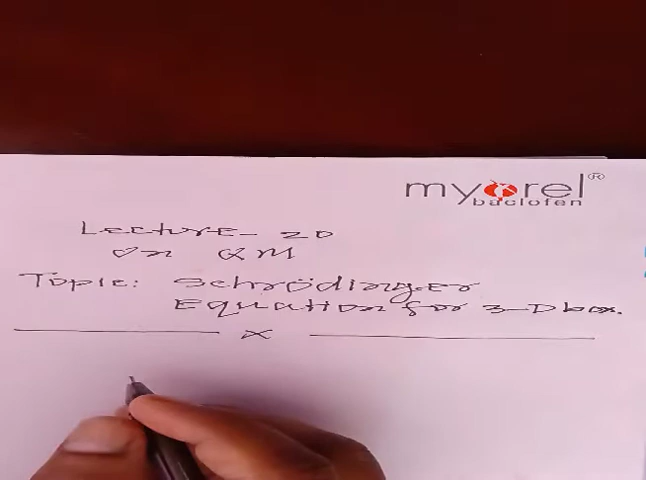 myorel®
baclofen
Lecture- 20
on QM
Topic: Schrödinger
Equation for 3-D box.
x